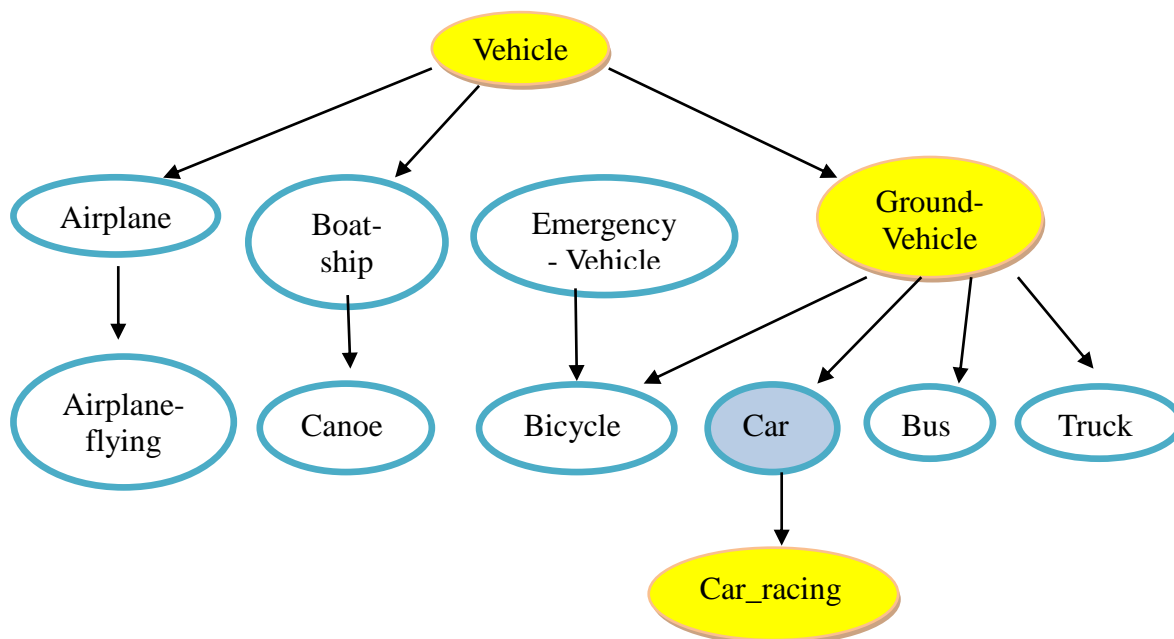 Vehicle
Airplane
Boat-
ship
Emergency
- Vehicle
Ground-
Vehicle
Airplane-
flying
Canoe
Bicycle
Car
Bus
Truck
Car_racing